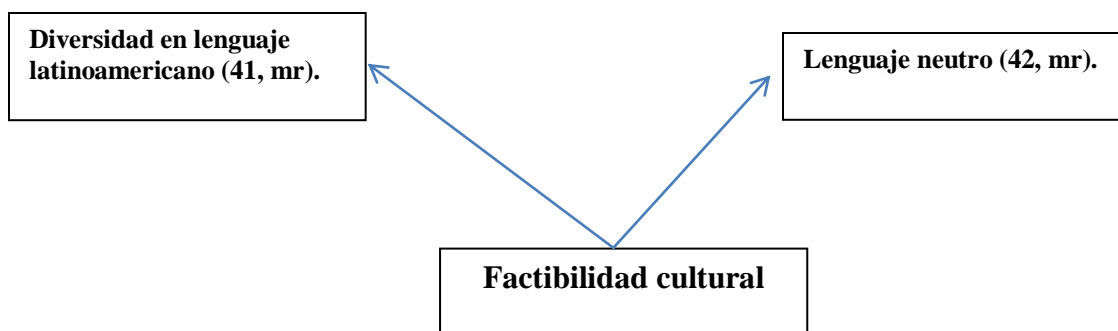 Diversidad en lenguaje
latinoamericano (41, mr).
Lenguaje neutro (42, mr).
Factibilidad cultural